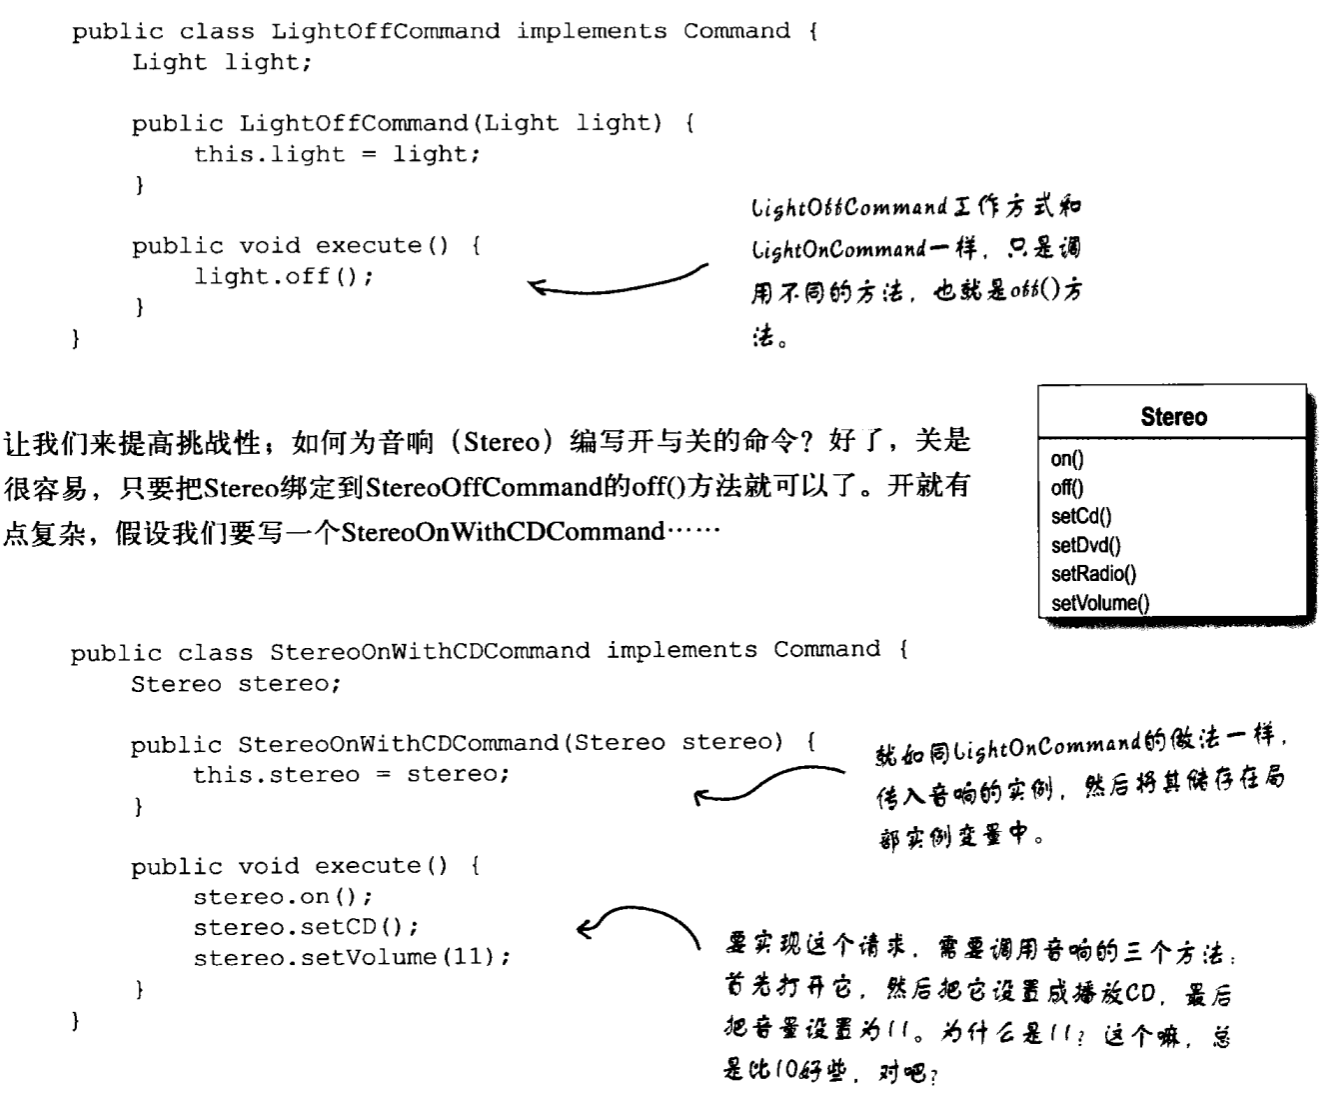 public class LightOffCommand implements Command {
Light light;
public LightOffCommand(Light light) {
this.light = light;
}
public void execute() {
light.off();
}
}
LightOffCommand工作方式和
LightOnCommand一样，只是调
用不同的方法，也就是off()方
法。
让我们来提高挑战性；如何为音响（Stereo）编写开与关的命令？好了，关是
很容易，只要把Stereo绑定到StereoOffCommand的off()方法就可以了。开就有
点复杂，假设我们要写一个StereoOnWithCDCommand……
Stereo
on()
off()
setCd()
setDvd()
setRadio()
setVolume()
public class StereoOnWithCDCommand implements Command {
Stereo stereo;
public StereoOnWithCDCommand(Stereo stereo) {
this.stereo = stereo;
}
public void execute() {
stereo.on();
stereo.setCD();
stereo.setVolume(11);
}
}
就如同LightOnCommand的做法一样，
传入音响的实例，然后将其储存在局
部实例变量中。
要实现这个请求，需要调用音响的三个方法：
首先打开它，然后把它设置成播放CD，最后
把音量设置为11。为什么是11？这个嘛，总
是比10好些，对吧？